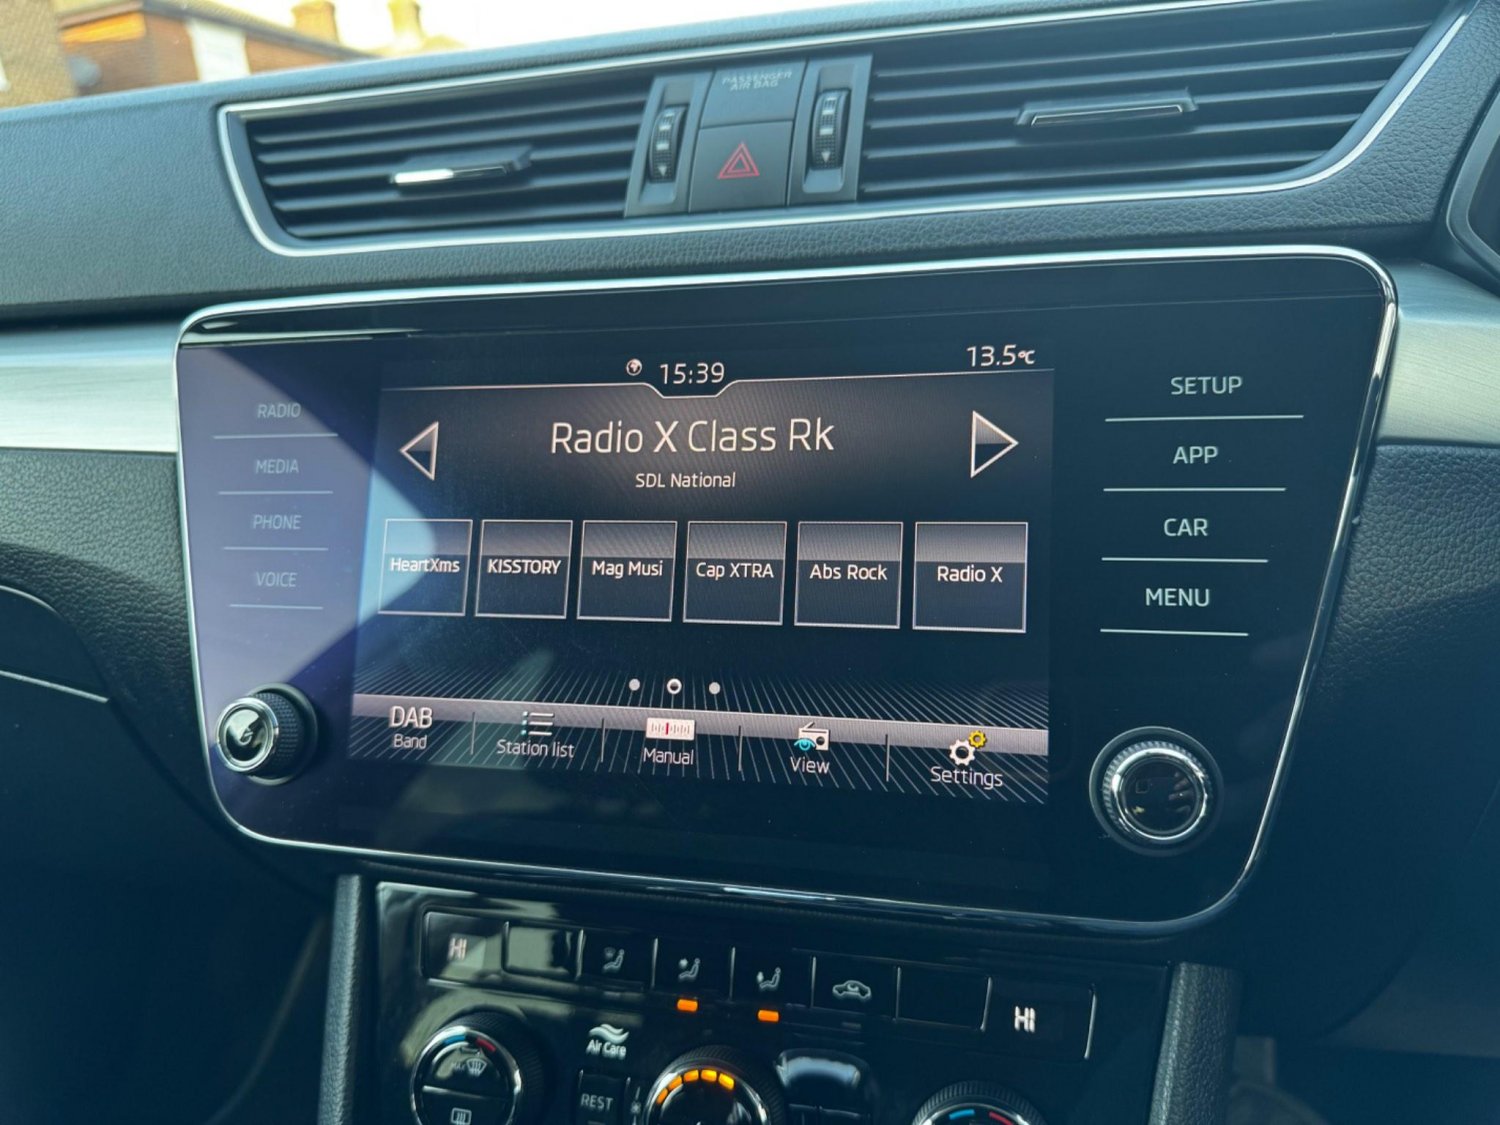 PASSENGER
AIR BAG
15:39
13.5°C
RADIO
MEDIA
PHONE
VOICE
Radio X Class Rk
SDL National
HeartXms
KISSTORY
Mag Musi
Cap XTRA
Abs Rock
Radio X
DAB
Band
Station list
Manual
View
Settings
SETUP
APP
CAR
MENU
HI
HI
Air Care
MAX
REST